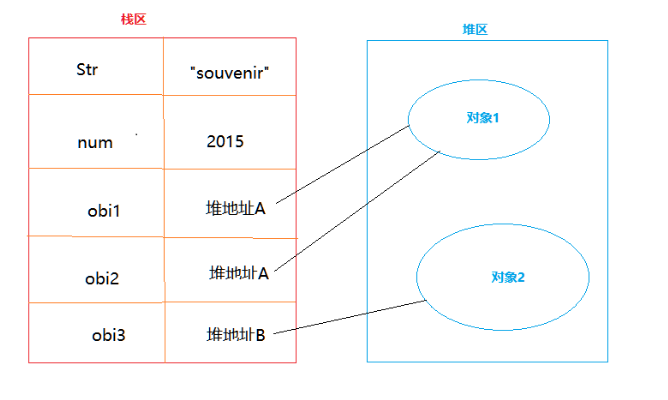 栈区
堆区
Str "souvenir"
对象1
num 2015
obi1 堆地址A
obi2 堆地址A
对象2
obi3 堆地址B